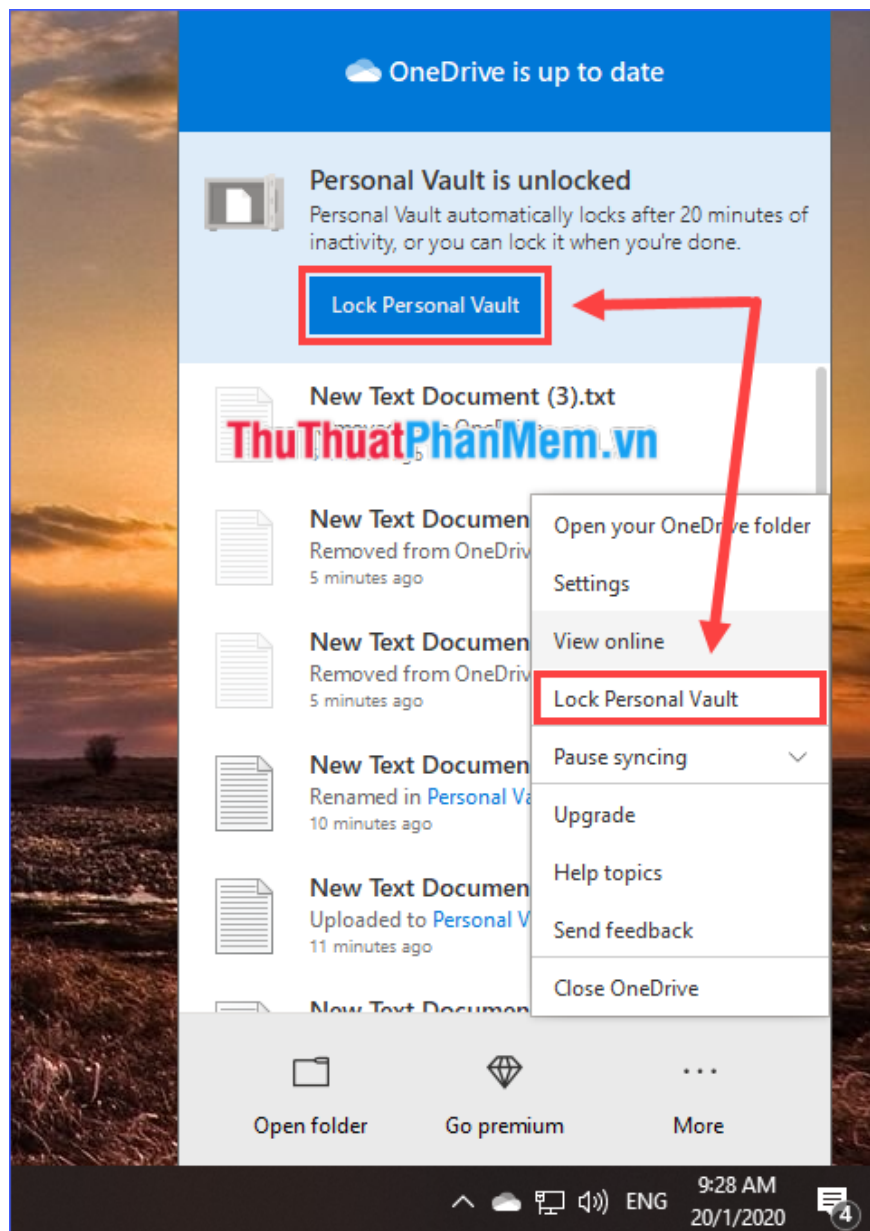 OneDrive is up to date
Personal Vault is unlocked
Personal Vault automatically locks after 20 minutes of
inactivity, or you can lock it when you're done.
Lock Personal Vault
New Text Document (3).txt
ThuThuatPhanMem.vn
New Text Documen
Removed from OneDriv
5 minutes ago
New Text Documen
Removed from OneDriv
5 minutes ago
New Text Documen
Renamed in Personal Va
10 minutes ago
New Text Documen
Uploaded to Personal V
11 minutes ago
New Text Documen
Open your OneDrive folder
Settings
View online
Lock Personal Vault
Pause syncing
Upgrade
Help topics
Send feedback
Close OneDrive
Open folder
Go premium
More
ENG
9:28 AM
20/1/2020
4